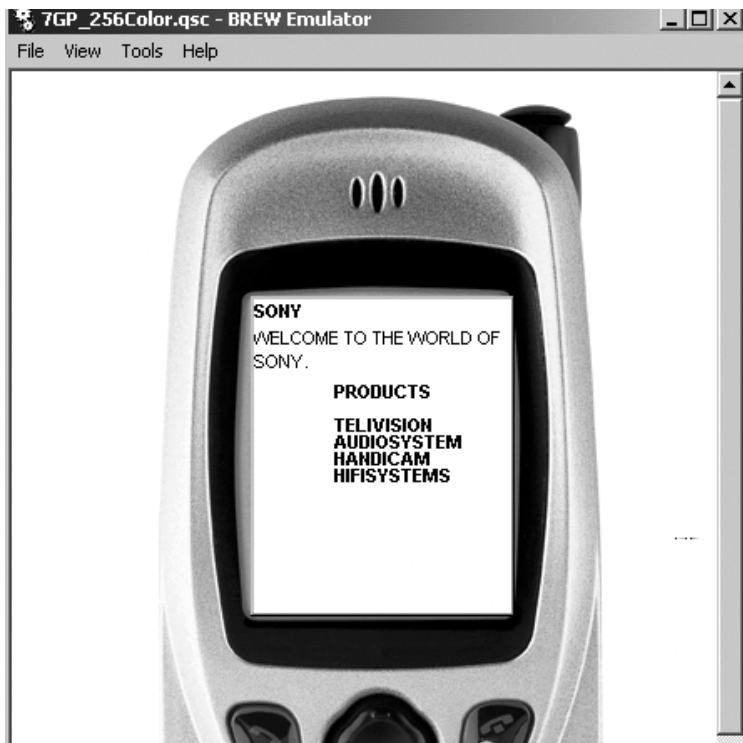 7GP_256Color.qsc - BREW Emulator
File View Tools Help
SONY
WELCOME TO THE WORLD OF
SONY.
PRODUCTS
TELIVISION
AUDIOSYSTEM
HANDICAM
HIFISYSTEMS